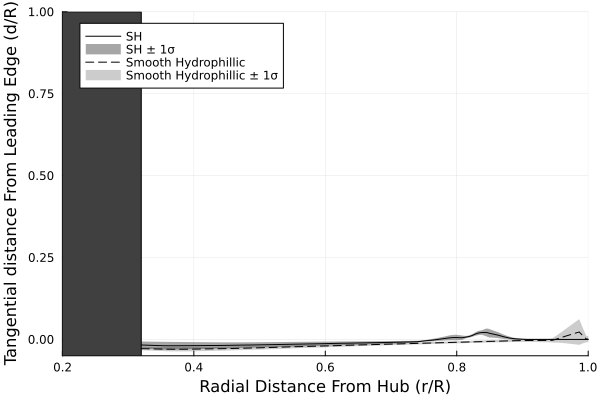 Tangential distance From Leading Edge (d/R)
1.00
0.75
0.50
0.25
0.00
SH
SH ± 1σ
Smooth Hydrophillic
Smooth Hydrophillic ± 1σ
0.2 0.4 0.6 0.8 1.0
Radial Distance From Hub (r/R)